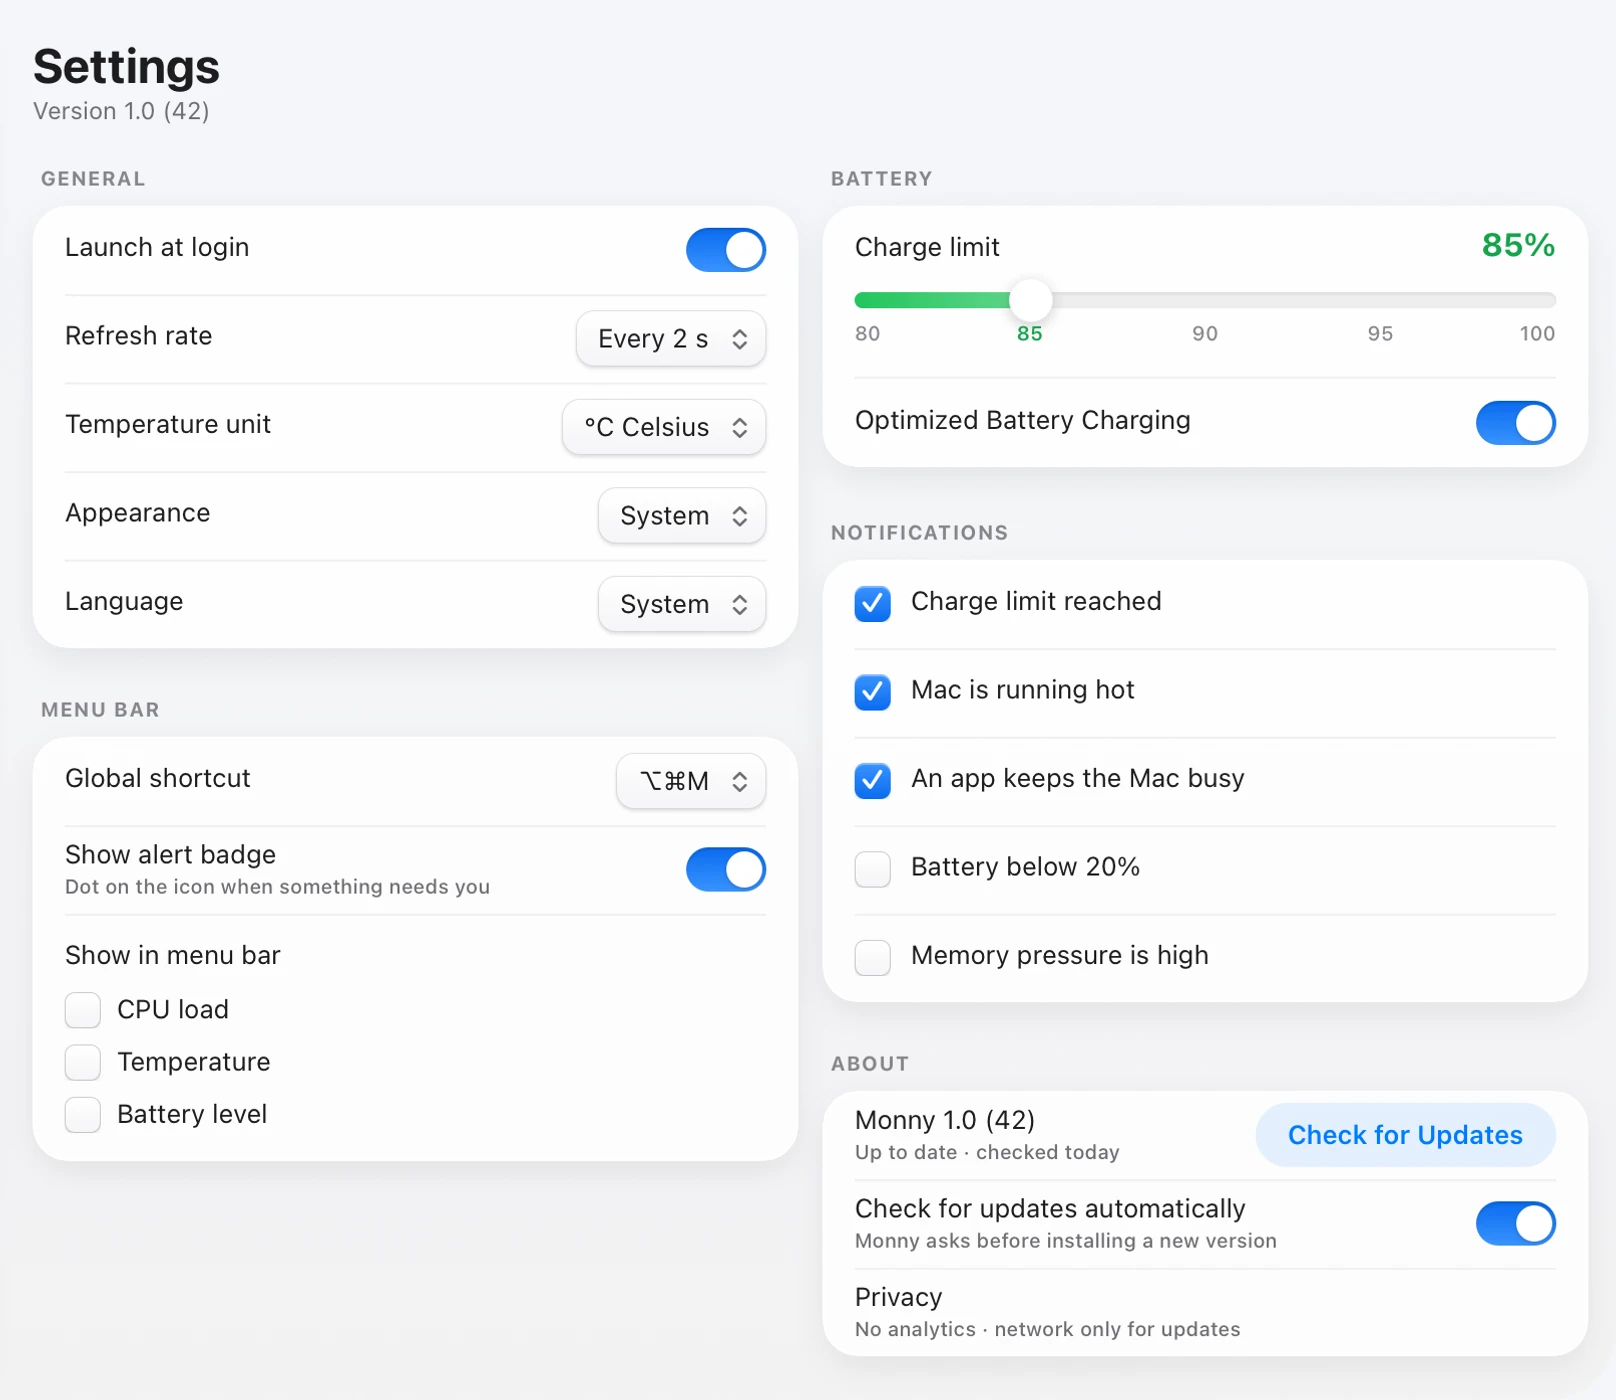 Settings
Version 1.0 (42)
GENERAL
Launch at login
Refresh rate
Every 2 s
Temperature unit
°C Celsius
Appearance
System
Language
System
MENU BAR
Global shortcut
⌥⌘M
Show alert badge
Dot on the icon when something needs you
Show in menu bar
CPU load
Temperature
Battery level
BATTERY
Charge limit
85%
80 85 90 95 100
Optimized Battery Charging
NOTIFICATIONS
Charge limit reached
Mac is running hot
An app keeps the Mac busy
Battery below 20%
Memory pressure is high
ABOUT
Monny 1.0 (42)
Up to date · checked today
Check for Updates
Check for updates automatically
Monny asks before installing a new version
Privacy
No analytics · network only for updates